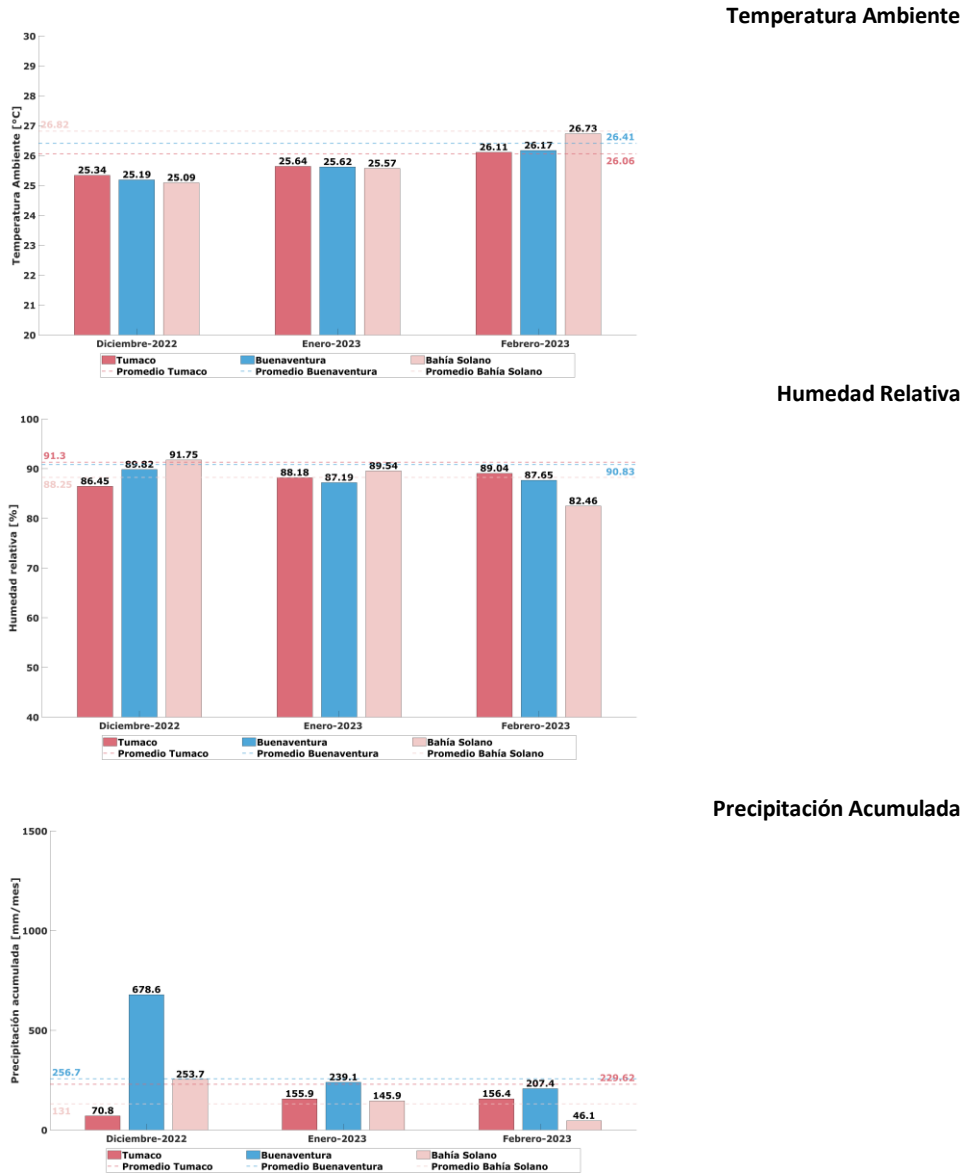 Temperatura Ambiente
30
29
28
27
26
25
24
23
22
21
20
Temperatura Ambiente [°C]
26.82
26.41
26.06
25.34 25.19 25.09
25.64 25.62 25.57
26.11 26.17 26.73
Diciembre-2022 Enero-2023 Febrero-2023
Tumaco Buenaventura Bahía Solano
Promedio Tumaco Promedio Buenaventura Promedio Bahía Solano
Humedad Relativa
100
90
80
70
60
50
40
Humedad relativa [%]
91.3
88.25
90.83
86.45 89.82 91.75
88.18 87.19 89.54
89.04 87.65 82.46
Diciembre-2022 Enero-2023 Febrero-2023
Tumaco Buenaventura Bahía Solano
Promedio Tumaco Promedio Buenaventura Promedio Bahía Solano
Precipitación Acumulada
1500
1000
500
0
Precipitación acumulada [mm/mes]
256.7
131
229.62
70.8 678.6 253.7
155.9 239.1 145.9
156.4 207.4 46.1
Diciembre-2022 Enero-2023 Febrero-2023
Tumaco Buenaventura Bahía Solano
Promedio Tumaco Promedio Buenaventura Promedio Bahía Solano